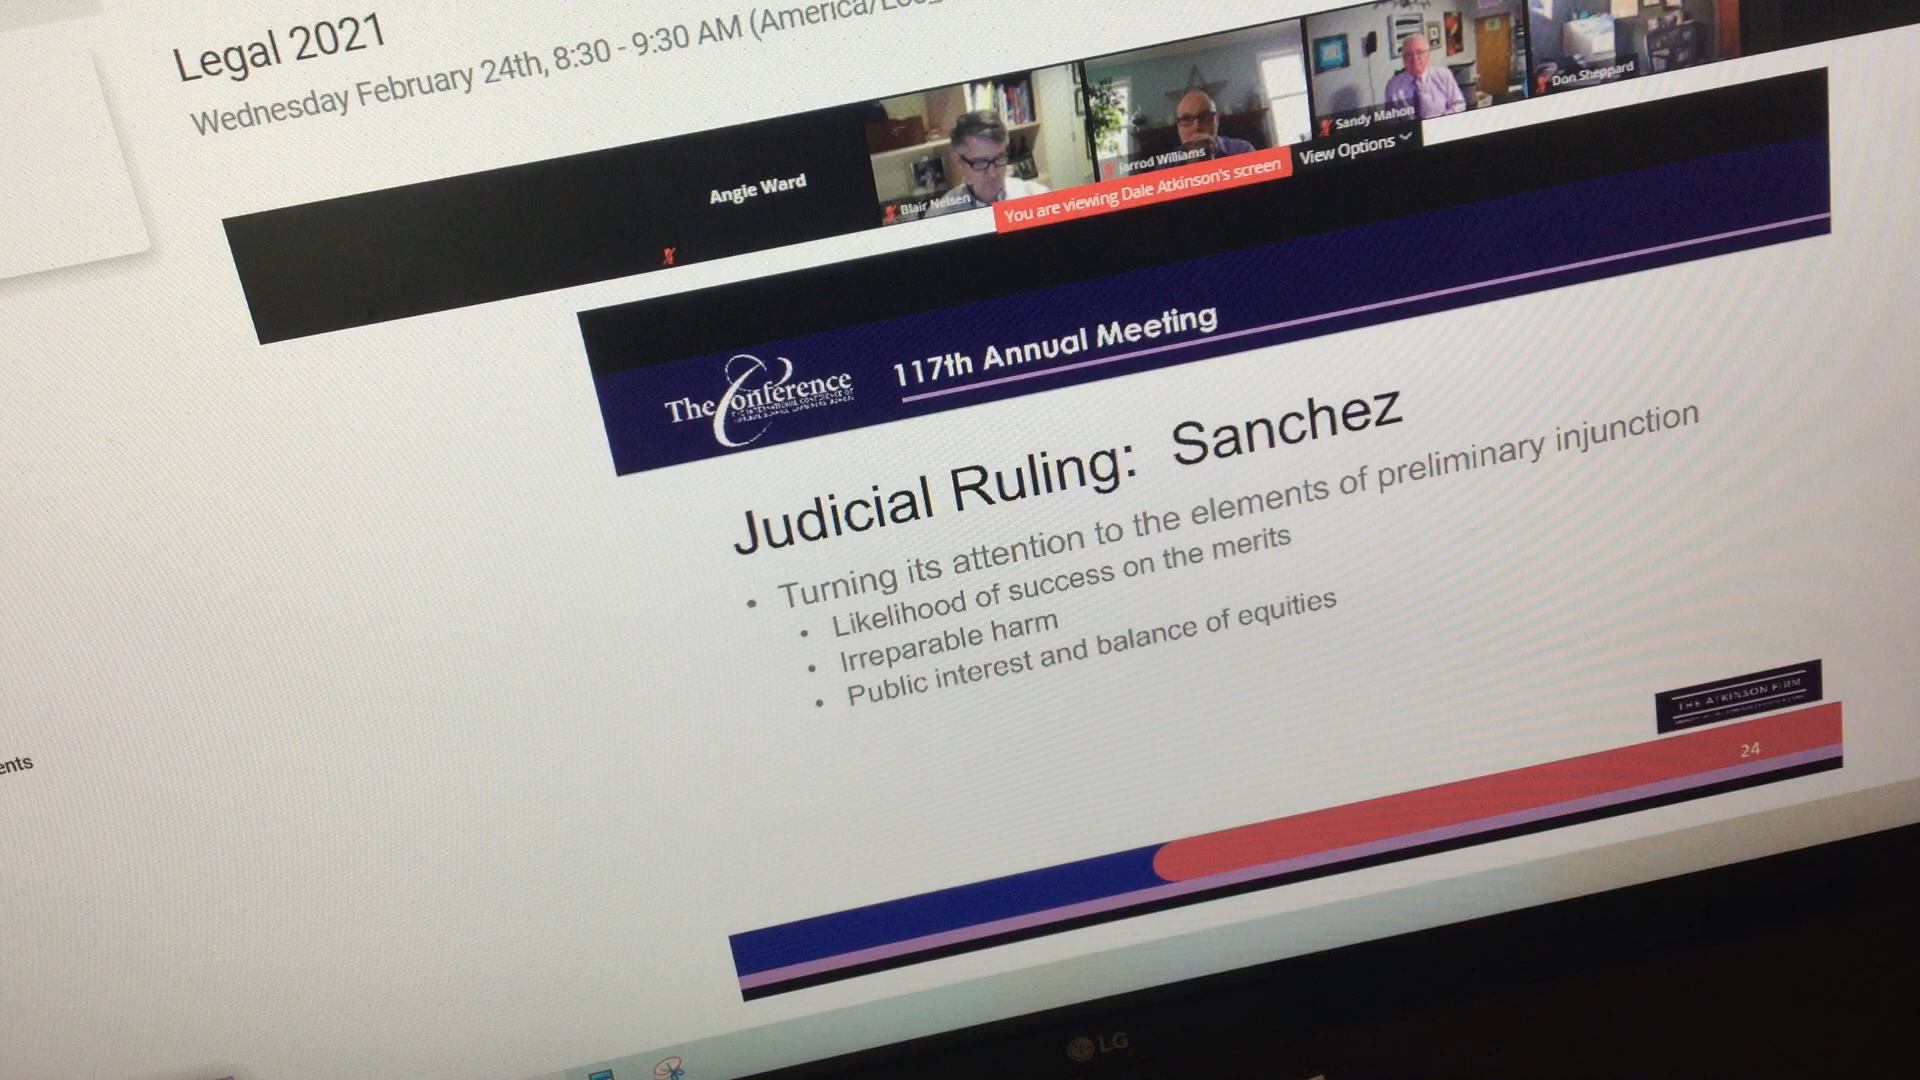 Legal 2021
Wednesday February 24th, 8:30 - 9:30 AM (America/
Angie Ward
Blair Nelsen
Jarrod Williams
Sandy Mahon
Don Sheppard
You are viewing Dale Atkinson's screen
View Options
The Conference
117th Annual Meeting
Judicial Ruling: Sanchez
• Turning its attention to the elements of preliminary injunction
• Likelihood of success on the merits
• Irreparable harm
• Public interest and balance of equities
THE ATKINSON FIRM
24
ents
LG